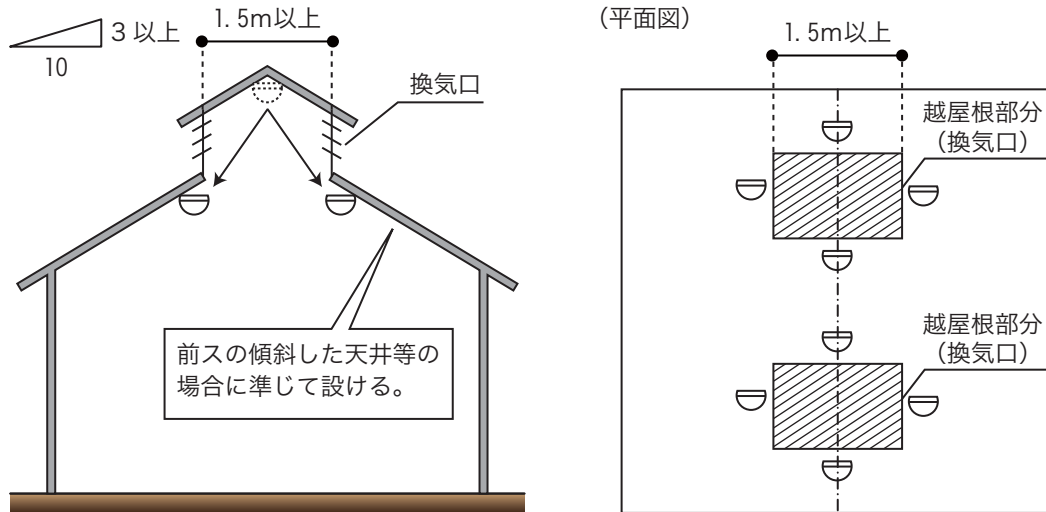 3 以上
10
1. 5m以上
換気口
前スの傾斜した天井等の
場合に準じて設ける。
（平面図）
1. 5m以上
越屋根部分
（換気口）
越屋根部分
（換気口）